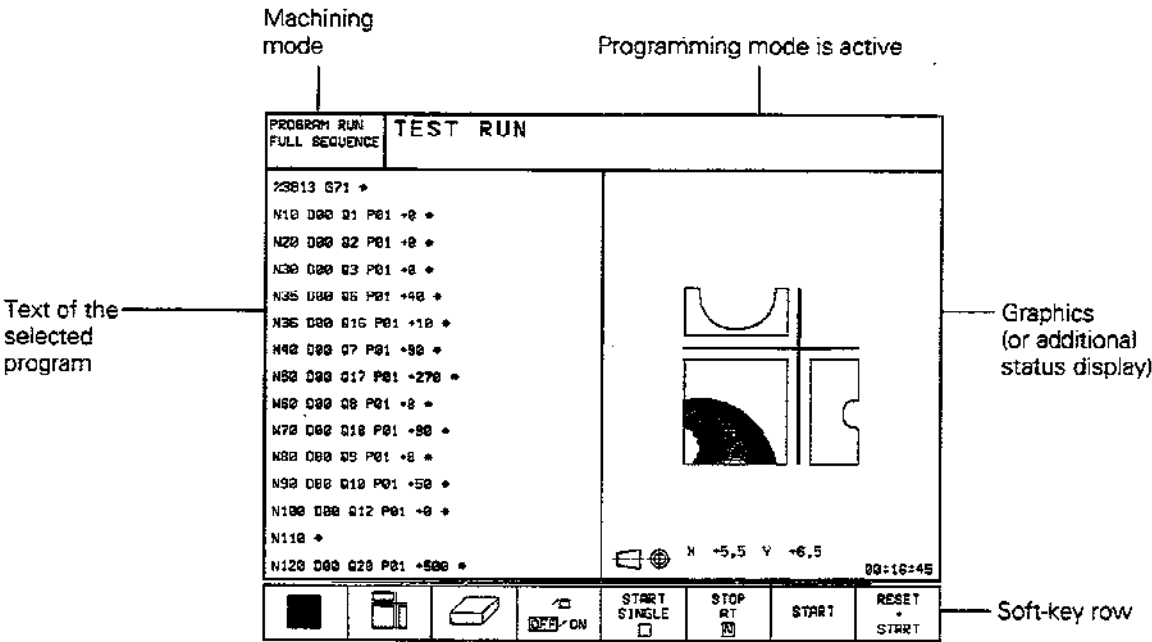 Machining
mode
Programming mode is active
PROGRAM RUN
FULL SEQUENCE
TEST RUN
%3813 G71 *
N10 D00 Q1 P01 +0 *
N20 D00 Q2 P01 +0 *
N30 D00 Q3 P01 +0 *
N35 D00 Q6 P01 +40 *
N36 D00 Q16 P01 +10 *
N40 D00 Q7 P01 +90 *
N50 D00 Q17 P01 +270 *
N60 D00 Q8 P01
N70 D00 Q18 P01 +90 *
N80 D00 Q9 P01
N90 D00 Q19 P01 +50 *
N100 D00 Q12 P01 +0 *
N110 *
N120 D00 Q20 P01 +500 *
Text of the
selected
program
Graphics
(or additional
status display)
X +5,5 Y +6,5
00:16:45
OFF / ON
START
SINGLE
STOP
AT
N
START
RESET
+
START
Soft-key row